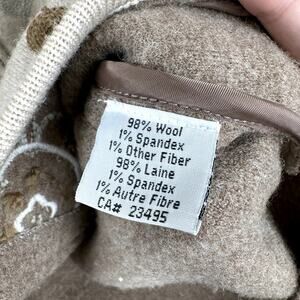 98% Wool
1% Spandex
1% Other Fiber
98% Laine
1% Spandex
1% Autre Fibre
CA# 23495